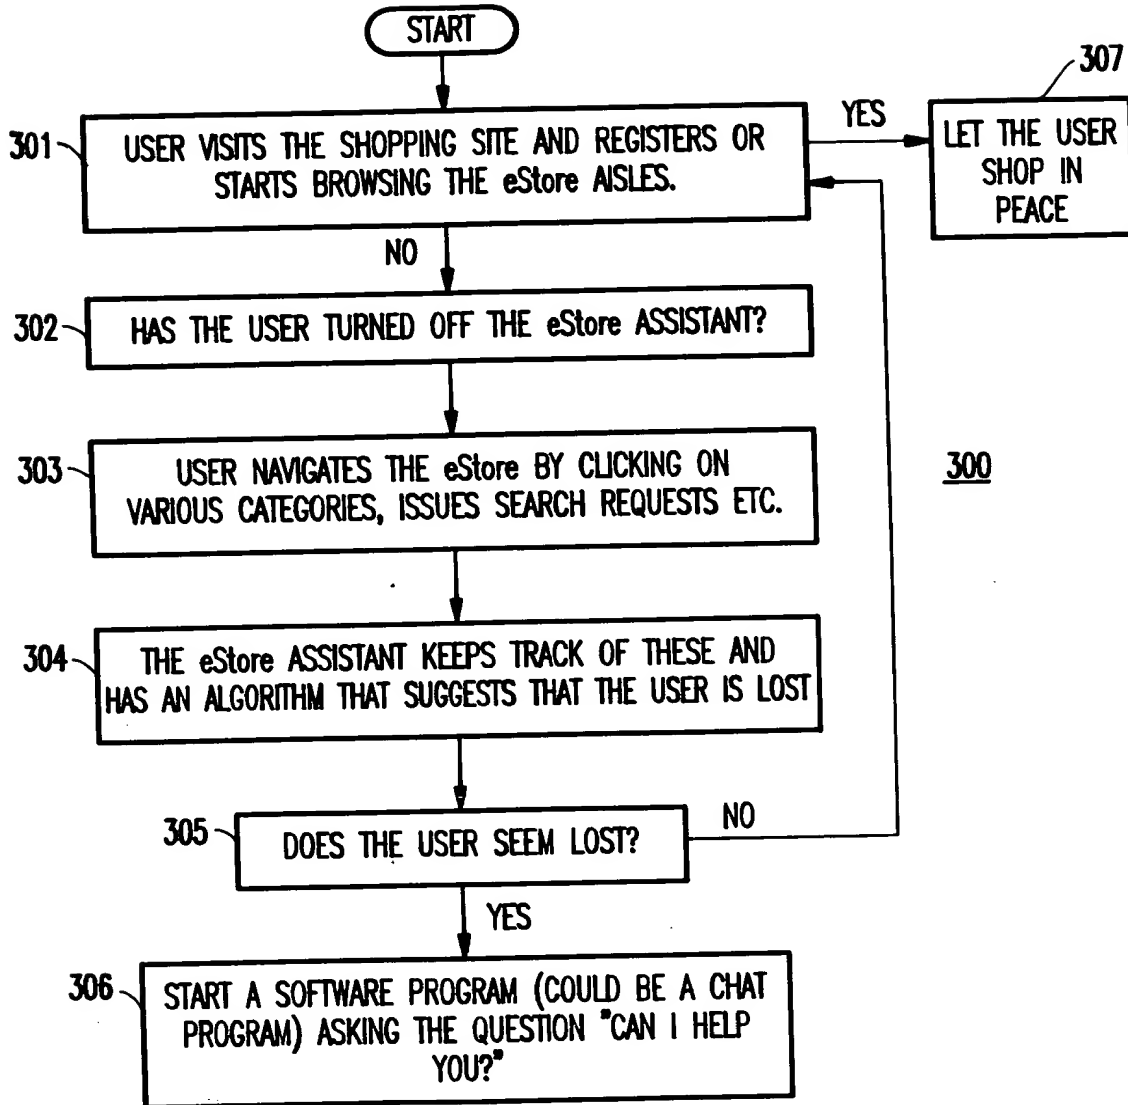 START
307
301
USER VISITS THE SHOPPING SITE AND REGISTERS OR
STARTS BROWSING THE eStore AISLES.
YES
LET THE USER
SHOP IN
PEACE
NO
302
HAS THE USER TURNED OFF THE eStore ASSISTANT?
303
USER NAVIGATES THE eStore BY CLICKING ON
VARIOUS CATEGORIES, ISSUES SEARCH REQUESTS ETC.
300
304
THE eStore ASSISTANT KEEPS TRACK OF THESE AND
HAS AN ALGORITHM THAT SUGGESTS THAT THE USER IS LOST
305
DOES THE USER SEEM LOST?
NO
YES
306
START A SOFTWARE PROGRAM (COULD BE A CHAT
PROGRAM) ASKING THE QUESTION "CAN I HELP
YOU?"